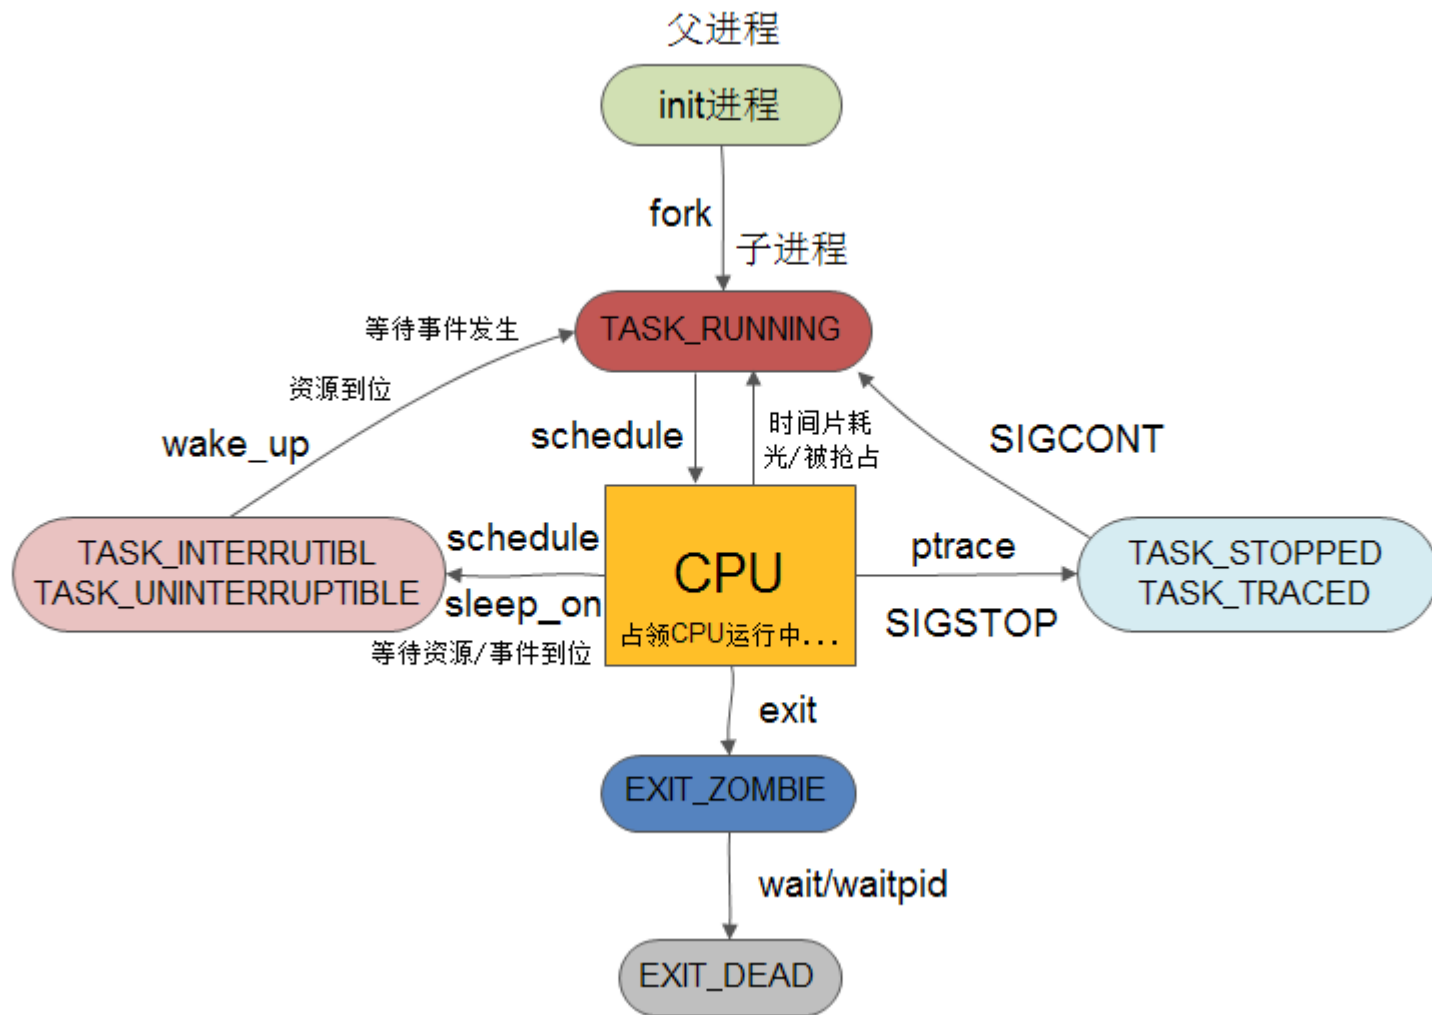 父进程
init进程
fork
子进程
TASK_RUNNING
等待事件发生
资源到位
wake_up
schedule
时间片耗
光/被抢占
SIGCONT
TASK_INTERRUTIBL
TASK_UNINTERRUPTIBLE
schedule
sleep_on
等待资源/事件到位
CPU
占领CPU运行中...
ptrace
SIGSTOP
TASK_STOPPED
TASK_TRACED
exit
EXIT_ZOMBIE
wait/waitpid
EXIT_DEAD